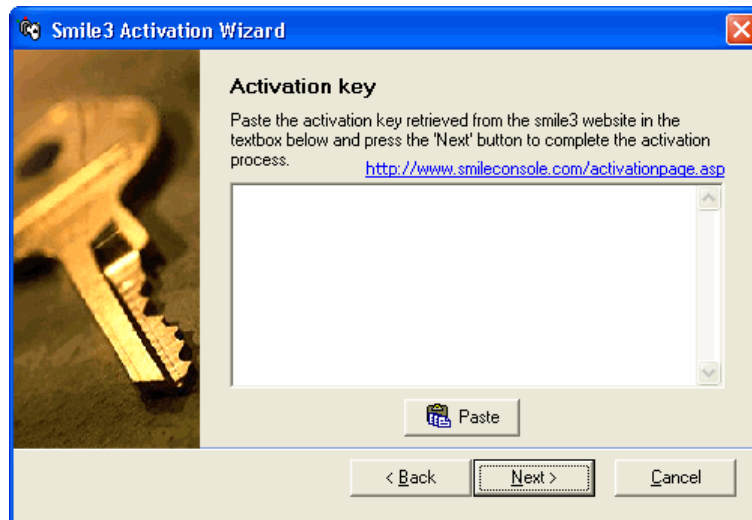 Smile3 Activation Wizard
Activation key
Paste the activation key retrieved from the smile3 website in the
textbox below and press the 'Next' button to complete the activation
process.
http://www.smileconsole.com/activationpage.asp
Paste
< Back
Next >
Cancel